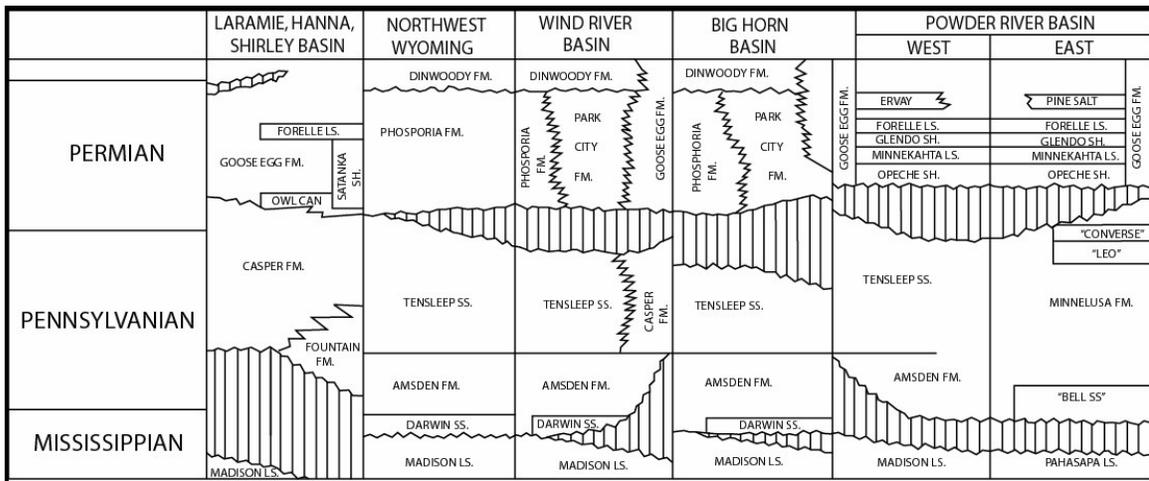 LARAMIE, HANNA,
SHIRLEY BASIN
NORTHWEST
WYOMING
WIND RIVER
BASIN
BIG HORN
BASIN
POWDER RIVER BASIN
WEST
EAST
PERMIAN
PENNSYLVANIAN
MISSISSIPPIAN
FORELLE LS.
GOOSE EGG FM.
SATANKA
SH.
OWL CAN
CASPER FM.
FOUNTAIN
FM.
MADISON LS.
DINWOODY FM.
PHOSPORIA FM.
TENSLEEP SS.
AMSDEN FM.
DARWIN SS.
MADISON LS.
DINWOODY FM.
PHOSPORIA
FM.
PARK
CITY
FM.
GOOSE EGG FM.
TENSLEEP SS.
CASPER
FM.
AMSDEN FM.
DARWIN SS.
MADISON LS.
DINWOODY FM.
PHOSPHORIA
FM.
PARK
CITY
FM.
TENSLEEP SS.
AMSDEN FM.
DARWIN SS.
MADISON LS.
GOOSE EGG FM.
ERVAY
FORELLE LS.
GLENDO SH.
MINNEKAHTA LS.
OPECHE SH.
TENSLEEP SS.
AMSDEN FM.
MADISON LS.
PINE SALT
FORELLE LS.
GLENDO SH.
MINNEKAHTA LS.
OPECHE SH.
GOOSE EGG FM.
"CONVERSE"
"LEO"
MINNELUSA FM.
"BELL SS"
PAHASAPA LS.